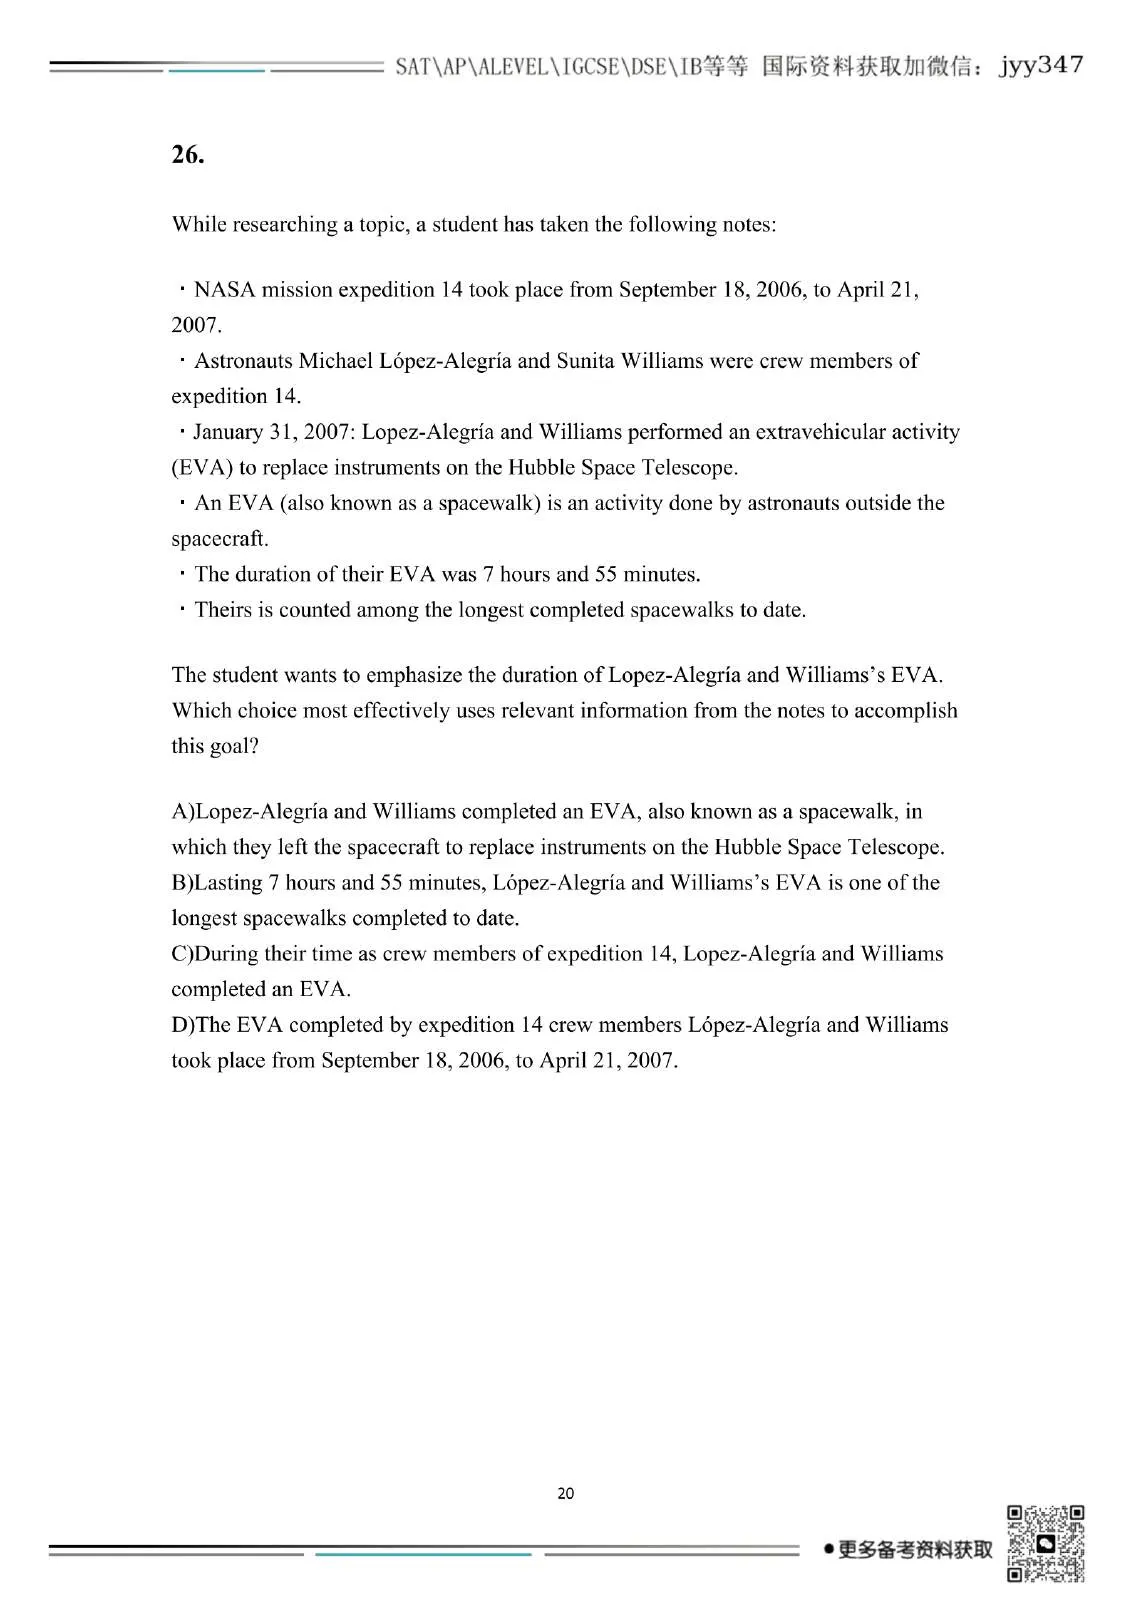 SAT\AP\ALEVEL\IGCSE\DSE\IB等等 国际资料获取加微信： jyy347
26.
While researching a topic, a student has taken the following notes:
・NASA mission expedition 14 took place from September 18, 2006, to April 21,
2007.
・Astronauts Michael López-Alegría and Sunita Williams were crew members of
expedition 14.
・January 31, 2007: Lopez-Alegría and Williams performed an extravehicular activity
(EVA) to replace instruments on the Hubble Space Telescope.
・An EVA (also known as a spacewalk) is an activity done by astronauts outside the
spacecraft.
・The duration of their EVA was 7 hours and 55 minutes.
・Theirs is counted among the longest completed spacewalks to date.
The student wants to emphasize the duration of Lopez-Alegría and Williams’s EVA.
Which choice most effectively uses relevant information from the notes to accomplish
this goal?
A)Lopez-Alegría and Williams completed an EVA, also known as a spacewalk, in
which they left the spacecraft to replace instruments on the Hubble Space Telescope.
B)Lasting 7 hours and 55 minutes, López-Alegría and Williams’s EVA is one of the
longest spacewalks completed to date.
C)During their time as crew members of expedition 14, Lopez-Alegría and Williams
completed an EVA.
D)The EVA completed by expedition 14 crew members López-Alegría and Williams
took place from September 18, 2006, to April 21, 2007.
20
●更多备考资料获取